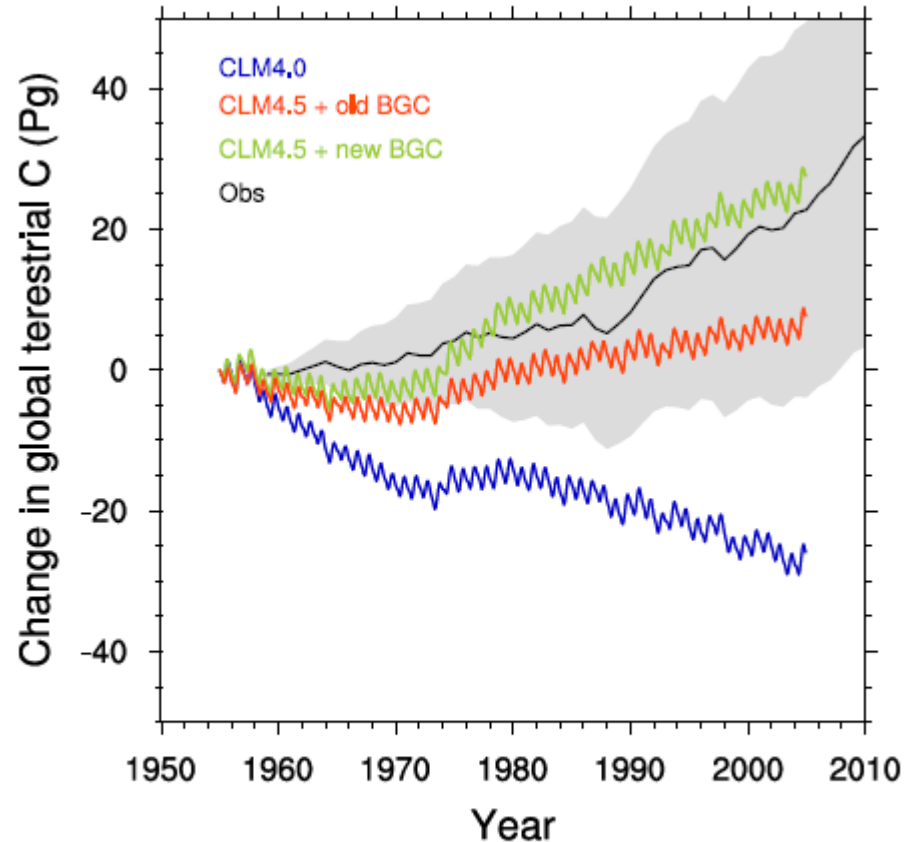 CLM4.0
CLM4.5 + old BGC
CLM4.5 + new BGC
Obs
Change in global terestrial C (Pg)
40
20
0
-20
-40
1950 1960 1970 1980 1990 2000 2010
Year